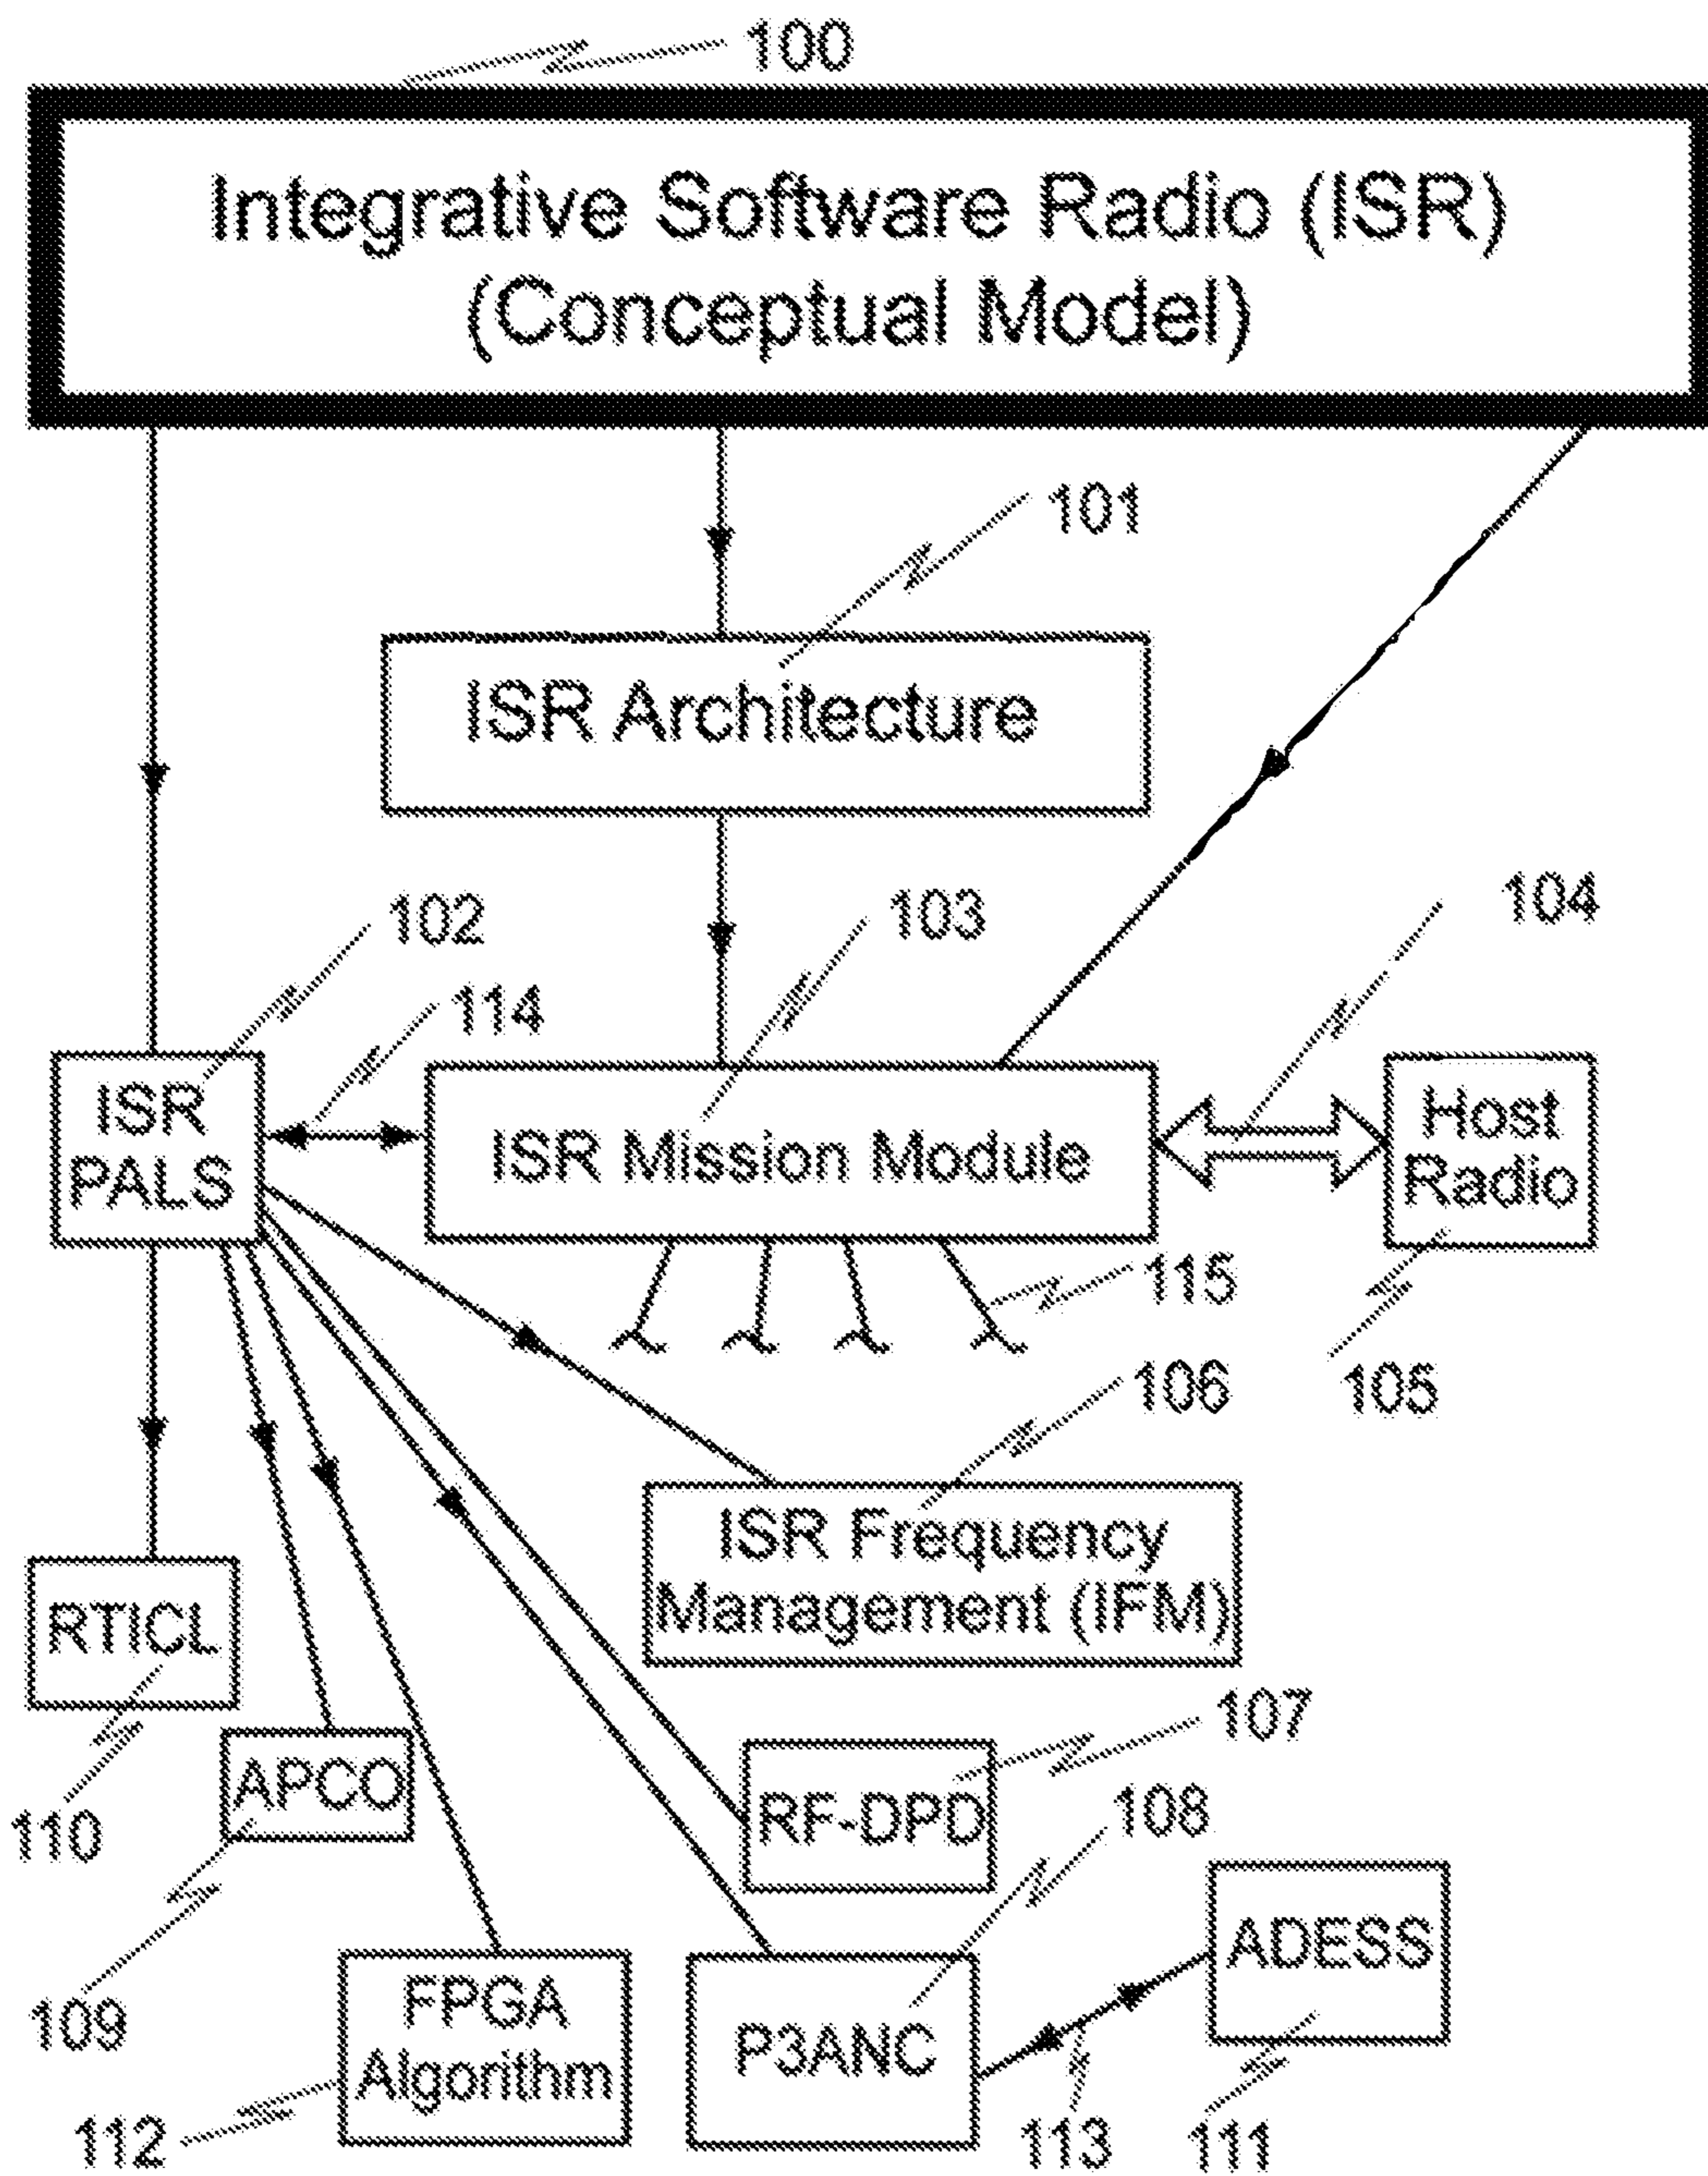 100
Integrative Software Radio (ISR)
(Conceptual Model)
101
ISR Architecture
102
103
104
114
ISR
PALS
ISR Mission Module
Host
Radio
115
106
105
ISR Frequency
Management (IFM)
RTICL
107
APCO
RF-DPD
110
108
ADESS
109
FPGA
Algorithm
P3ANC
112
113
111